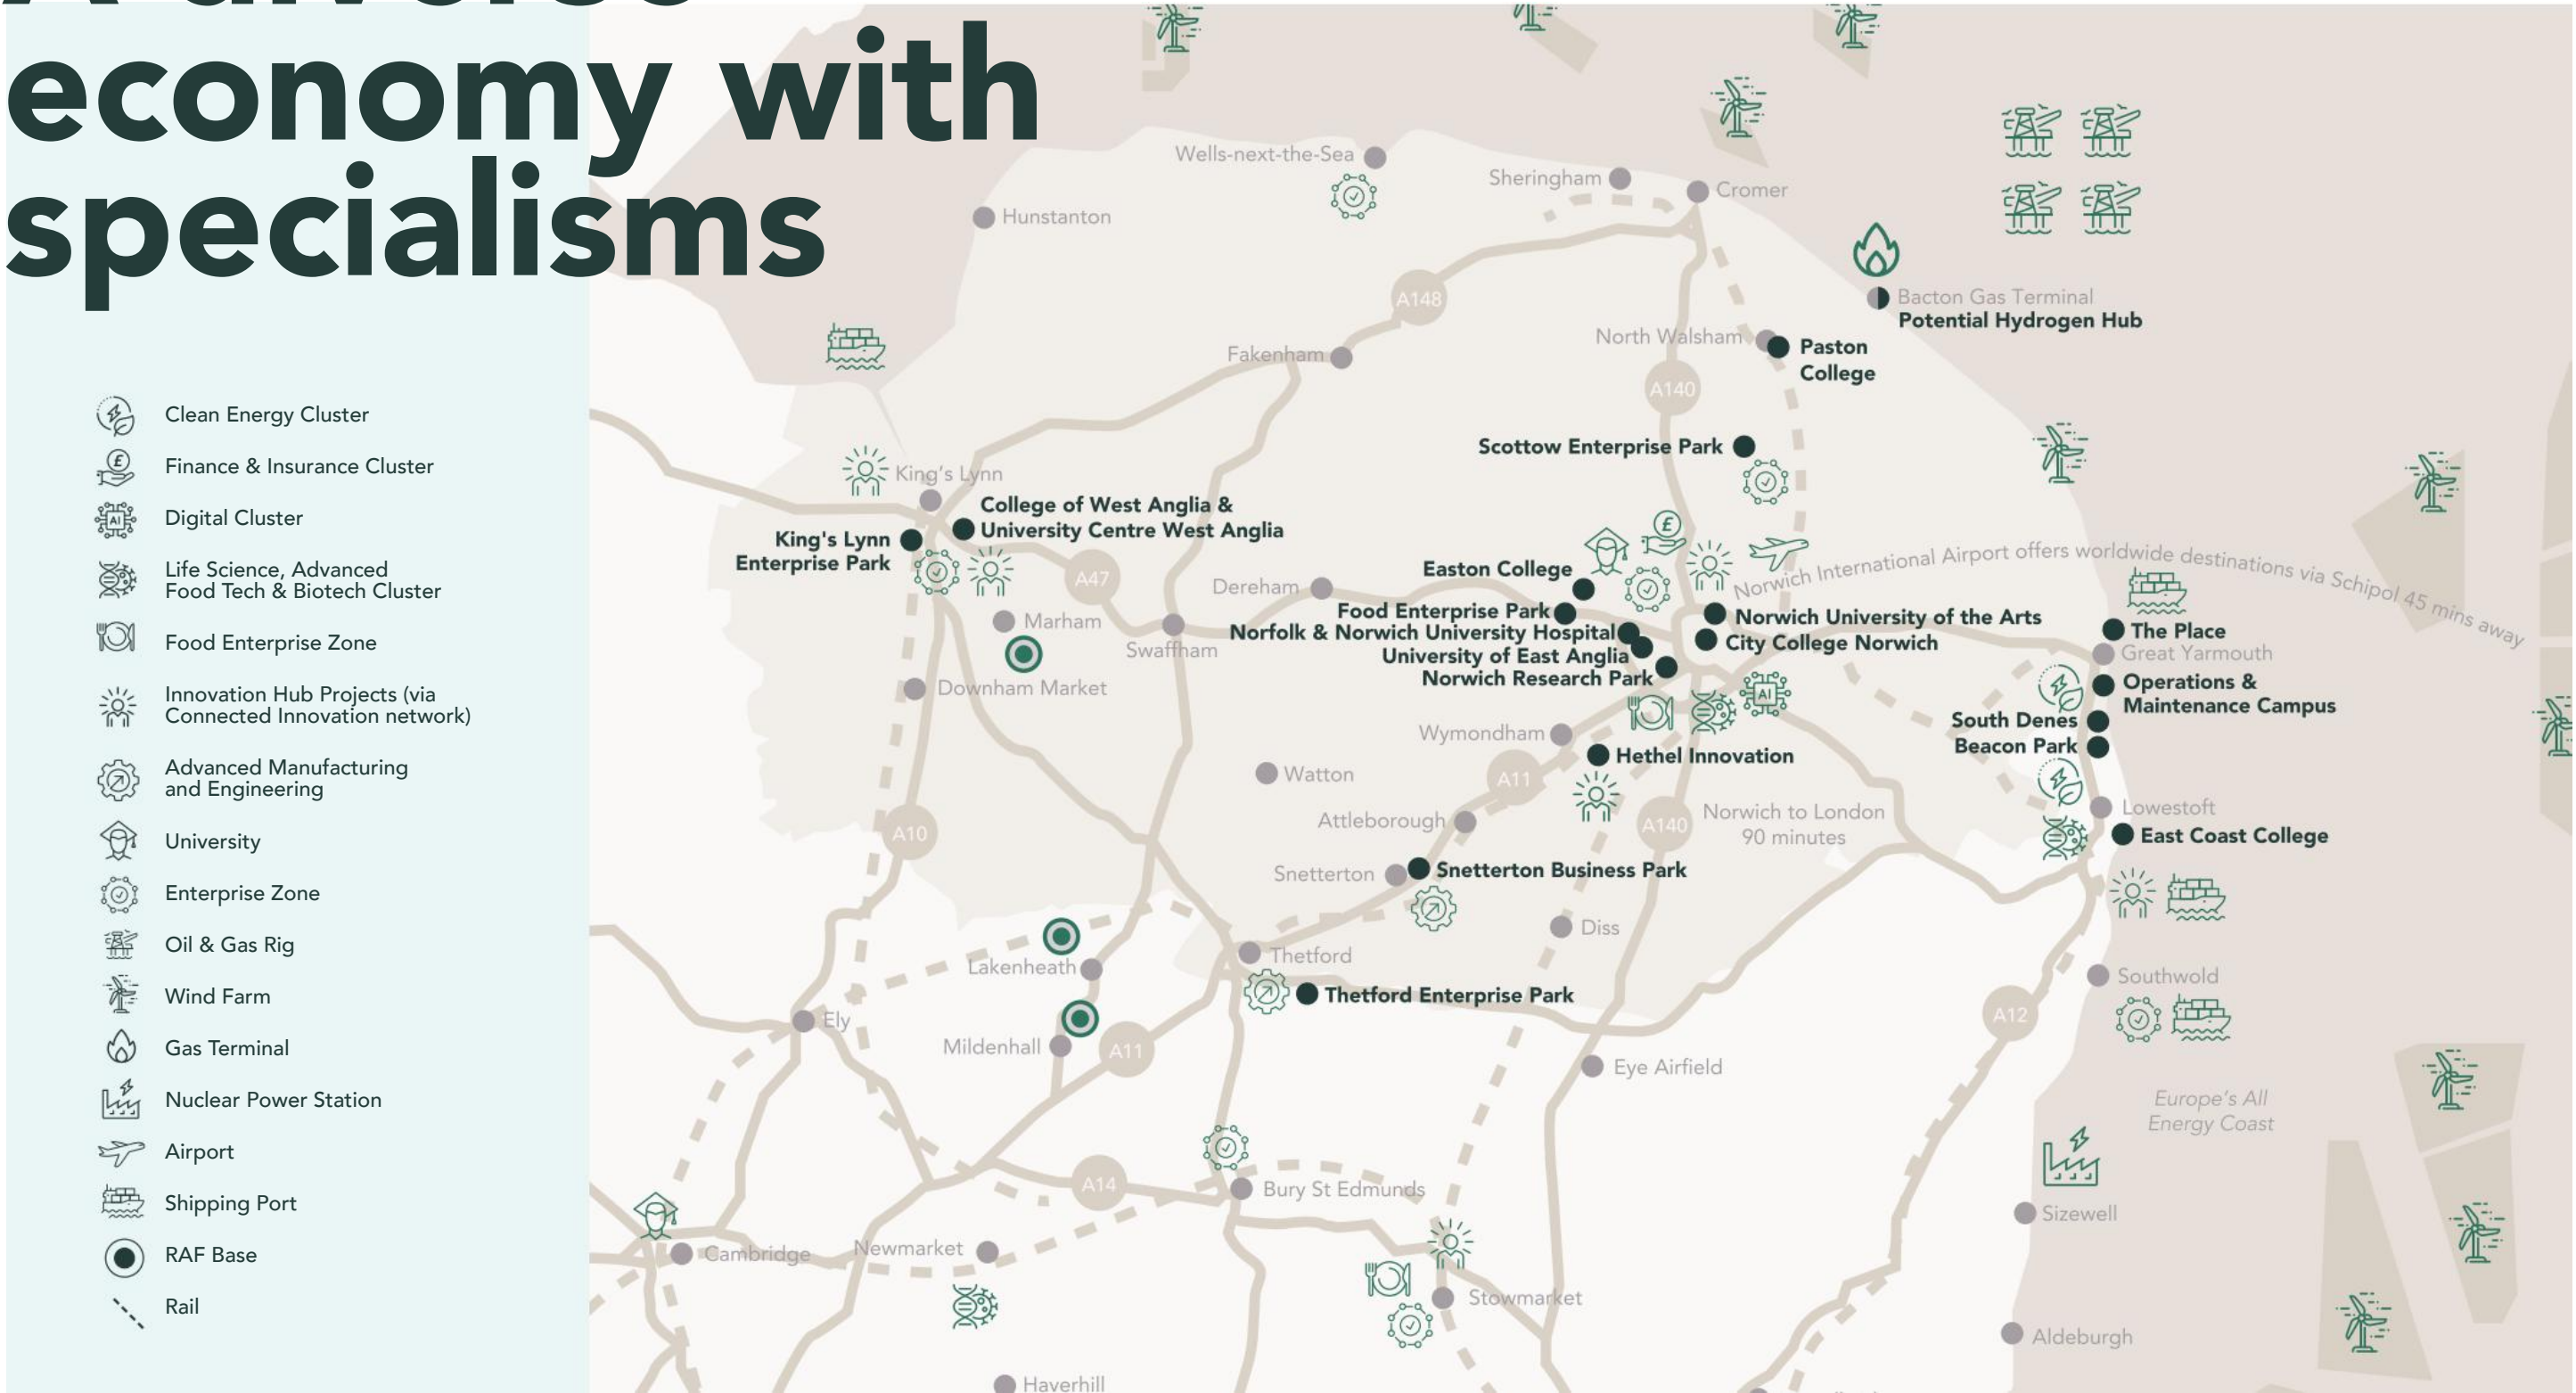 economy with
specialisms
Clean Energy Cluster
Finance & Insurance Cluster
Digital Cluster
Life Science, Advanced
Food Tech & Biotech Cluster
Food Enterprise Zone
Innovation Hub Projects (via
Connected Innovation network)
Advanced Manufacturing
and Engineering
University
Enterprise Zone
Oil & Gas Rig
Wind Farm
Gas Terminal
Nuclear Power Station
Airport
Shipping Port
RAF Base
Rail
Wells-next-the-Sea
Sheringham
Cromer
Hunstanton
A148
Bacton Gas Terminal
Potential Hydrogen Hub
North Walsham
Paston
College
Fakenham
A140
Scottow Enterprise Park
King's Lynn
College of West Anglia &
University Centre West Anglia
King's Lynn
Enterprise Park
A47
Dereham
Easton College
Food Enterprise Park
Norfolk & Norwich University Hospital
University of East Anglia
Norwich Research Park
Norwich International Airport offers worldwide destinations via Schipol 45 mins away
Norwich University of the Arts
City College Norwich
The Place
Great Yarmouth
Operations &
Maintenance Campus
South Denes
Beacon Park
Marham
Swaffham
Downham Market
AI
Wymondham
Hethel Innovation
Watton
A11
Attleborough
A140
Norwich to London
90 minutes
Lowestoft
East Coast College
A10
Snetterton
Snetterton Business Park
Diss
Thetford
Thetford Enterprise Park
Lakenheath
Southwold
A12
Ely
Mildenhall
A11
Eye Airfield
Europe's All
Energy Coast
A14
Bury St Edmunds
Sizewell
Cambridge
Newmarket
Stowmarket
Aldeburgh
Haverhill